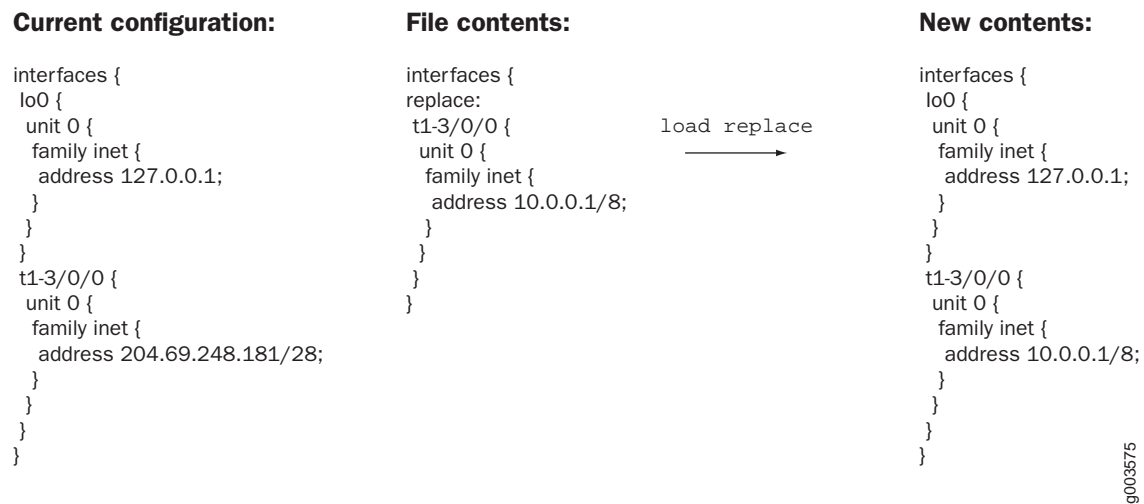 Current configuration:
interfaces {
lo0 {
unit 0 {
family inet {
address 127.0.0.1;
}
}
}
t1-3/0/0 {
unit 0 {
family inet {
address 204.69.248.181/28;
}
}
}
}
File contents:
interfaces {
replace:
t1-3/0/0 {
unit 0 {
family inet {
address 10.0.0.1/8;
}
}
}
}
load replace
New contents:
interfaces {
lo0 {
unit 0 {
family inet {
address 127.0.0.1;
}
}
}
t1-3/0/0 {
unit 0 {
family inet {
address 10.0.0.1/8;
}
}
}
}
g003575